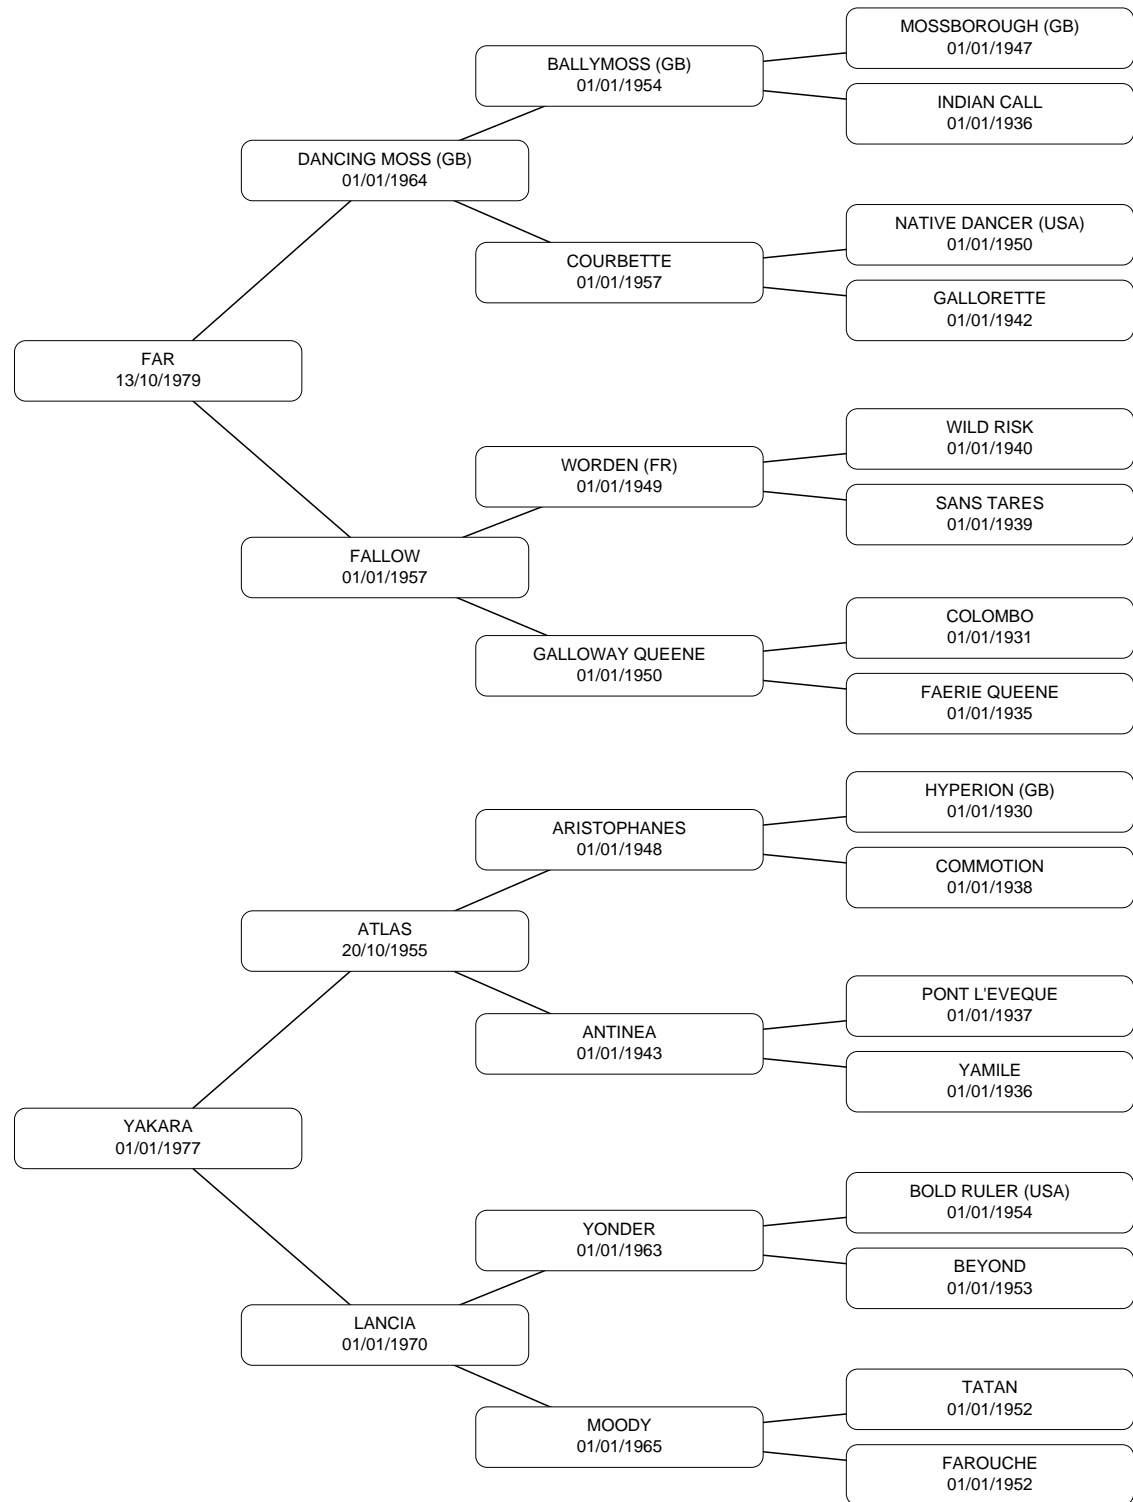 MOSSBOROUGH (GB)
01/01/1947
BALLYMOSS (GB)
01/01/1954
INDIAN CALL
01/01/1936
DANCING MOSS (GB)
01/01/1964
NATIVE DANCER (USA)
01/01/1950
COURBETTE
01/01/1957
GALLORETTE
01/01/1942
FAR
13/10/1979
WILD RISK
01/01/1940
WORDEN (FR)
01/01/1949
SANS TARES
01/01/1939
FALLOW
01/01/1957
COLOMBO
01/01/1931
GALLOWAY QUEENE
01/01/1950
FAERIE QUEENE
01/01/1935
HYPERION (GB)
01/01/1930
ARISTOPHANES
01/01/1948
COMMOTION
01/01/1938
ATLAS
20/10/1955
PONT L'EVEQUE
01/01/1937
ANTINEA
01/01/1943
YAMILE
01/01/1936
YAKARA
01/01/1977
BOLD RULER (USA)
01/01/1954
YONDER
01/01/1963
BEYOND
01/01/1953
LANCIA
01/01/1970
TATAN
01/01/1952
MOODY
01/01/1965
FAROUCHE
01/01/1952